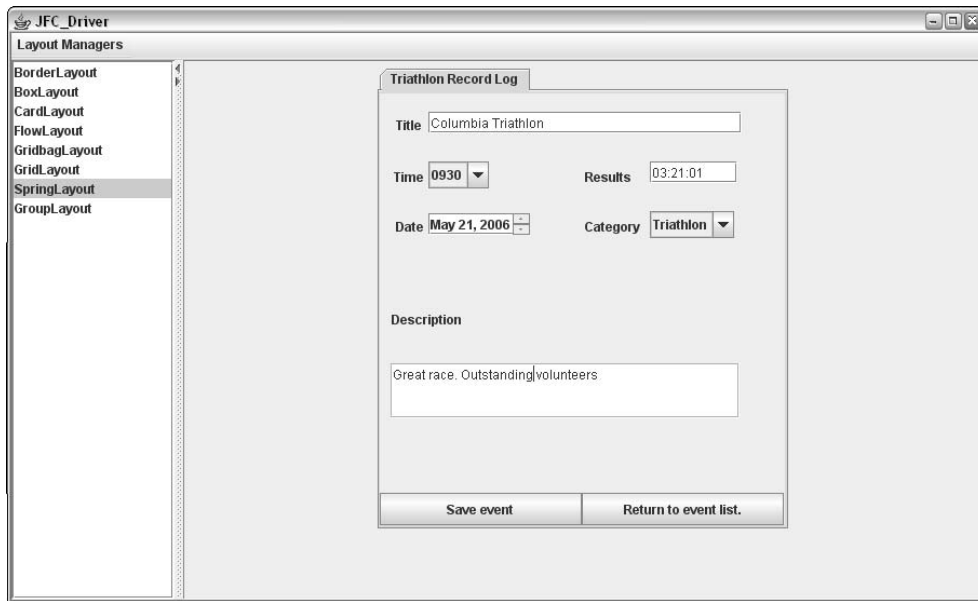 JFC_Driver
Layout Managers
BorderLayout
BoxLayout
CardLayout
FlowLayout
GridbagLayout
GridLayout
SpringLayout
GroupLayout
Triathlon Record Log
Title Columbia Triathlon
Time 0930 Results 03:21:01
Date May 21, 2006 Category Triathlon
Description
Great race. Outstanding volunteers
Save event Return to event list.